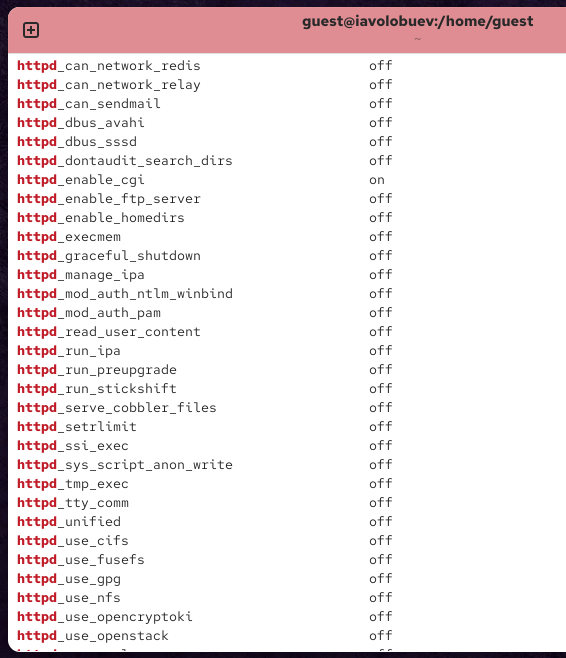 guest@iavolobuev:/home/guest
~
httpd_can_network_redis off
httpd_can_network_relay off
httpd_can_sendmail off
httpd_dbus_avahi off
httpd_dbus_sssd off
httpd_dontaudit_search_dirs off
httpd_enable_cgi on
httpd_enable_ftp_server off
httpd_enable_homedirs off
httpd_execmem off
httpd_graceful_shutdown off
httpd_manage_ipa off
httpd_mod_auth_ntlm_winbind off
httpd_mod_auth_pam off
httpd_read_user_content off
httpd_run_ipa off
httpd_run_preupgrade off
httpd_run_stickshift off
httpd_serve_cobbler_files off
httpd_setrlimit off
httpd_ssi_exec off
httpd_sys_script_anon_write off
httpd_tmp_exec off
httpd_tty_comm off
httpd_unified off
httpd_use_cifs off
httpd_use_fusefs off
httpd_use_gpg off
httpd_use_nfs off
httpd_use_opencryptoki off
httpd_use_openstack off